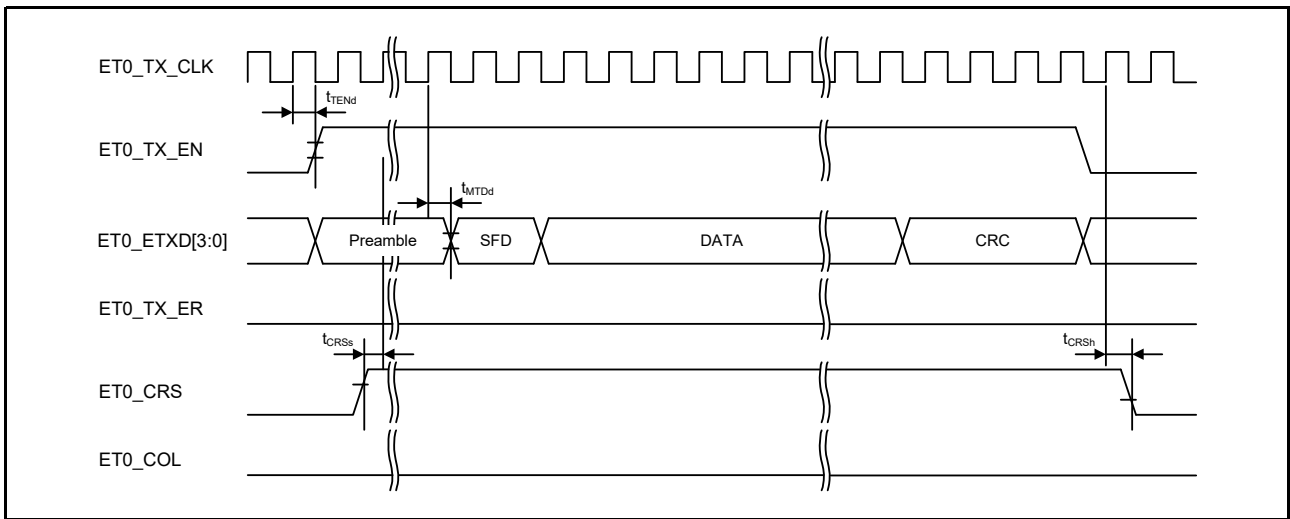 ET0_TX_CLK
tTENd
ET0_TX_EN
tMTDd
ET0_ETXD[3:0] Preamble SFD DATA CRC
ET0_TX_ER
tCRSs tCRSh
ET0_CRS
ET0_COL